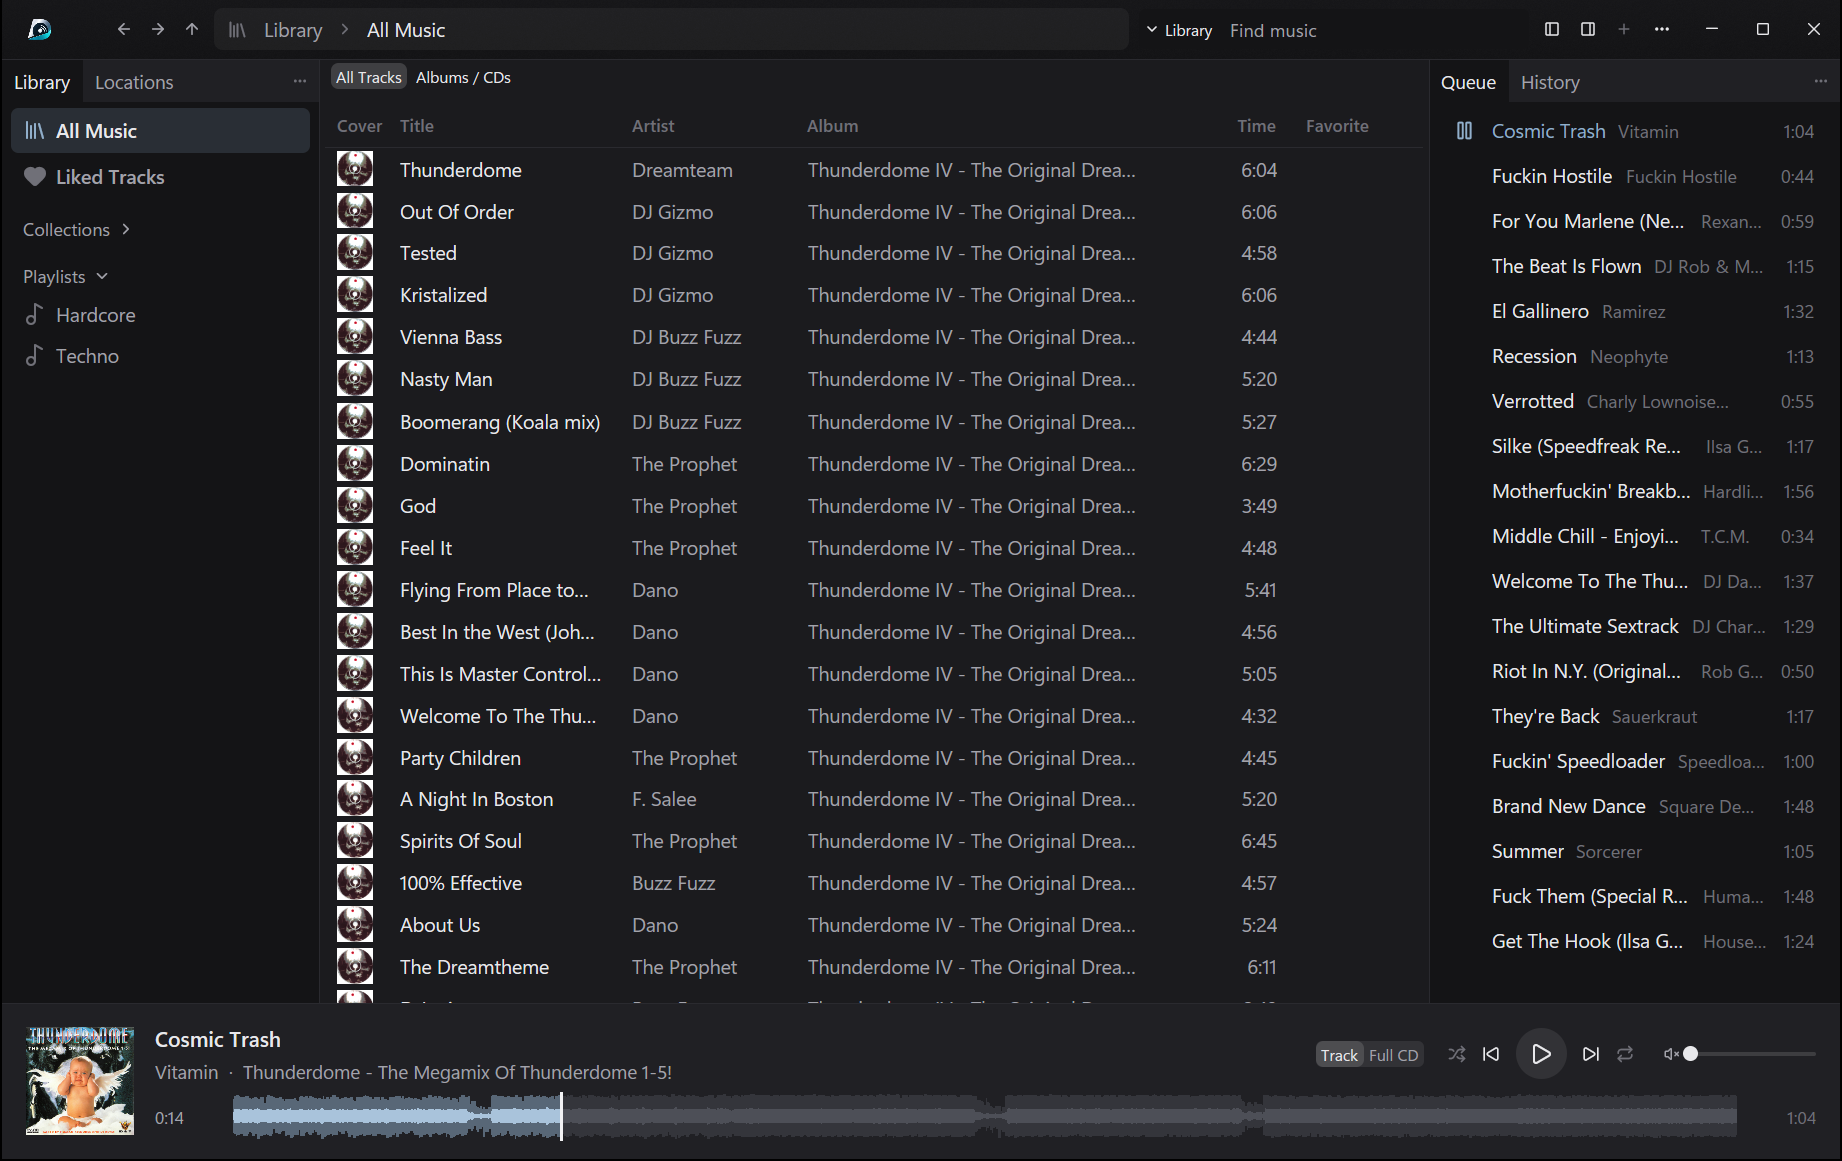 Library > All Music
Library Find music
Library Locations
All Music
Liked Tracks
Collections
Playlists
Hardcore
Techno
All Tracks Albums / CDs
Cover Title Artist Album Time Favorite
Thunderdome Dreamteam Thunderdome IV - The Original Drea... 6:04
Out Of Order DJ Gizmo Thunderdome IV - The Original Drea... 6:06
Tested DJ Gizmo Thunderdome IV - The Original Drea... 4:58
Kristalized DJ Gizmo Thunderdome IV - The Original Drea... 6:06
Vienna Bass DJ Buzz Fuzz Thunderdome IV - The Original Drea... 4:44
Nasty Man DJ Buzz Fuzz Thunderdome IV - The Original Drea... 5:20
Boomerang (Koala mix) DJ Buzz Fuzz Thunderdome IV - The Original Drea... 5:27
Dominatin The Prophet Thunderdome IV - The Original Drea... 6:29
God The Prophet Thunderdome IV - The Original Drea... 3:49
Feel It The Prophet Thunderdome IV - The Original Drea... 4:48
Flying From Place to... Dano Thunderdome IV - The Original Drea... 5:41
Best In the West (Joh... Dano Thunderdome IV - The Original Drea... 4:56
This Is Master Control... Dano Thunderdome IV - The Original Drea... 5:05
Welcome To The Thu... Dano Thunderdome IV - The Original Drea... 4:32
Party Children The Prophet Thunderdome IV - The Original Drea... 4:45
A Night In Boston F. Salee Thunderdome IV - The Original Drea... 5:20
Spirits Of Soul The Prophet Thunderdome IV - The Original Drea... 6:45
100% Effective Buzz Fuzz Thunderdome IV - The Original Drea... 4:57
About Us Dano Thunderdome IV - The Original Drea... 5:24
The Dreamtheme The Prophet Thunderdome IV - The Original Drea... 6:11
Queue History
Cosmic Trash Vitamin 1:04
Fuckin Hostile Fuckin Hostile 0:44
For You Marlene (Ne... Rexan... 0:59
The Beat Is Flown DJ Rob & M... 1:15
El Gallinero Ramirez 1:32
Recession Neophyte 1:13
Verrotted Charly Lownoise... 0:55
Silke (Speedfreak Re... Ilsa G... 1:17
Motherfuckin' Breakb... Hardli... 1:56
Middle Chill - Enjoyi... T.C.M. 0:34
Welcome To The Thu... DJ Da... 1:37
The Ultimate Sextrack DJ Char... 1:29
Riot In N.Y. (Original... Rob G... 0:50
They're Back Sauerkraut 1:17
Fuckin' Speedloader Speedloa... 1:00
Brand New Dance Square De... 1:48
Summer Sorcerer 1:05
Fuck Them (Special R... Huma... 1:48
Get The Hook (Ilsa G... House... 1:24
THUNDERDOME
THE MEGAMIX OF THUNDERDOME 1-5!
Cosmic Trash
Vitamin · Thunderdome - The Megamix Of Thunderdome 1-5!
Track Full CD
0:14
1:04